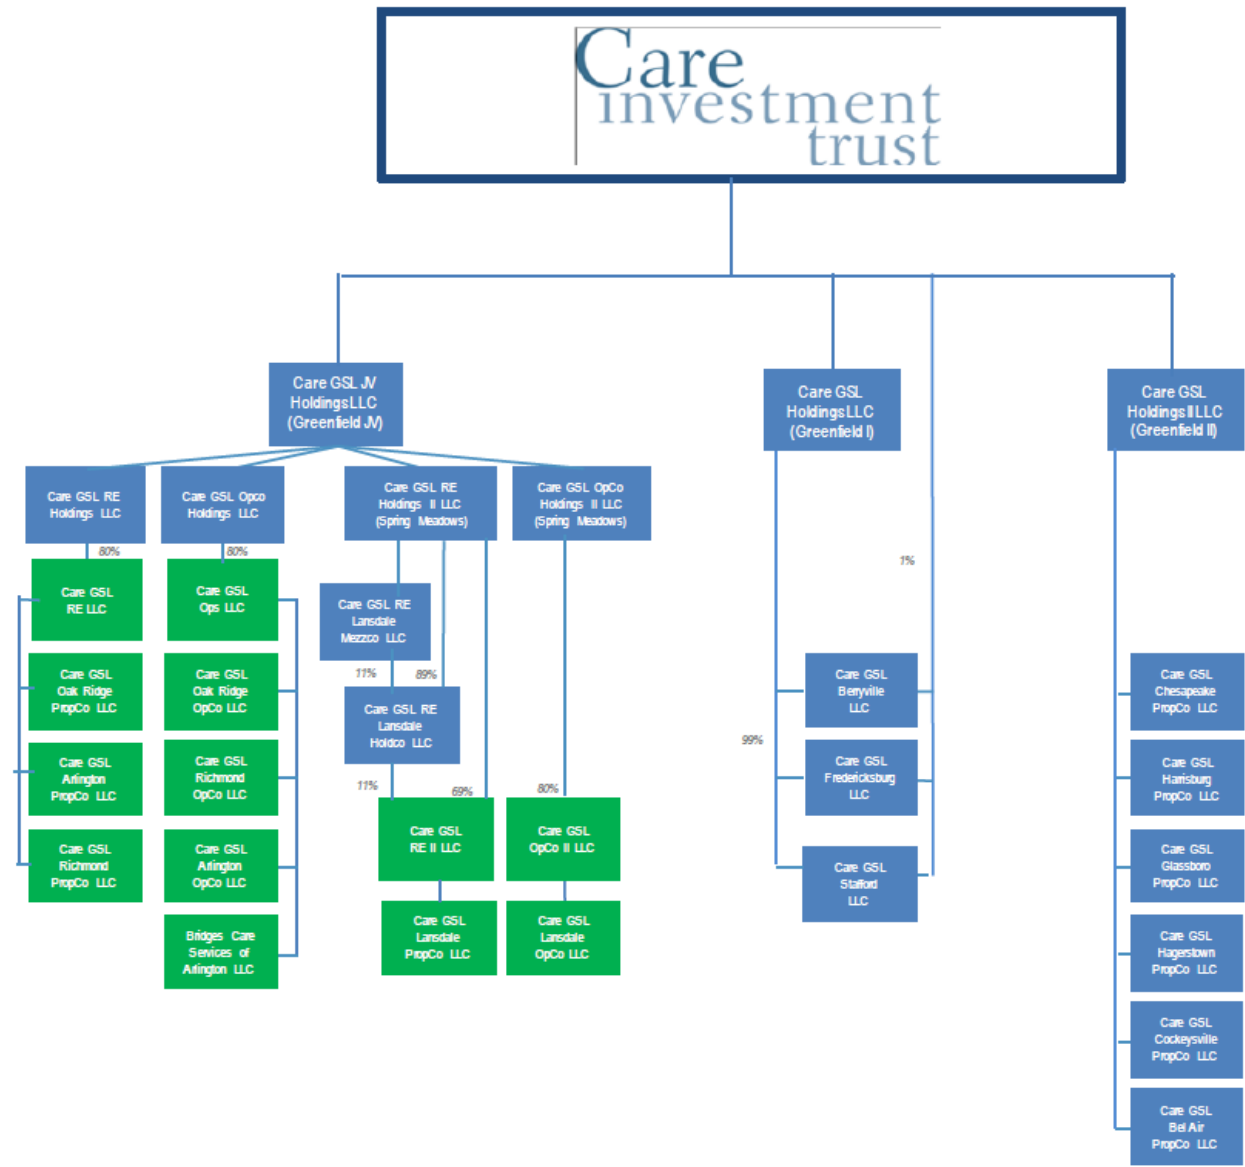 Care
investment
trust
Care GSL JV
Holdings LLC
(Greenfield JV)
Care GSL
Holdings LLC
(Greenfield I)
Care GSL
Holdings II LLC
(Greenfield II)
Care GSL RE
Holdings LLC
Care GSL Opco
Holdings LLC
Care GSL RE
Holdings II LLC
(Spring Meadows)
Care GSL OpCo
Holdings II LLC
(Spring Meadows)
80%
80%
1%
Care GSL
RE LLC
Care GSL
Ops LLC
Care GSL RE
Lansdale
Mezzco LLC
11%
89%
Care GSL
Oak Ridge
PropCo LLC
Care GSL
Oak Ridge
OpCo LLC
Care GSL RE
Lansdale
Holdco LLC
Care GSL
Berryville
LLC
Care GSL
Chesapeake
PropCo LLC
99%
Care GSL
Arlington
PropCo LLC
Care GSL
Richmond
OpCo LLC
11%
69%
80%
Care GSL
Fredericksburg
LLC
Care GSL
Harrisburg
PropCo LLC
Care GSL
Richmond
PropCo LLC
Care GSL
Arlington
OpCo LLC
Care GSL
RE II LLC
Care GSL
OpCo II LLC
Care GSL
Stafford
LLC
Care GSL
Glassboro
PropCo LLC
Bridges Care
Services of
Arlington LLC
Care GSL
Lansdale
PropCo LLC
Care GSL
Lansdale
OpCo LLC
Care GSL
Hagerstown
PropCo LLC
Care GSL
Cockeysville
PropCo LLC
Care GSL
Bel Air
PropCo LLC